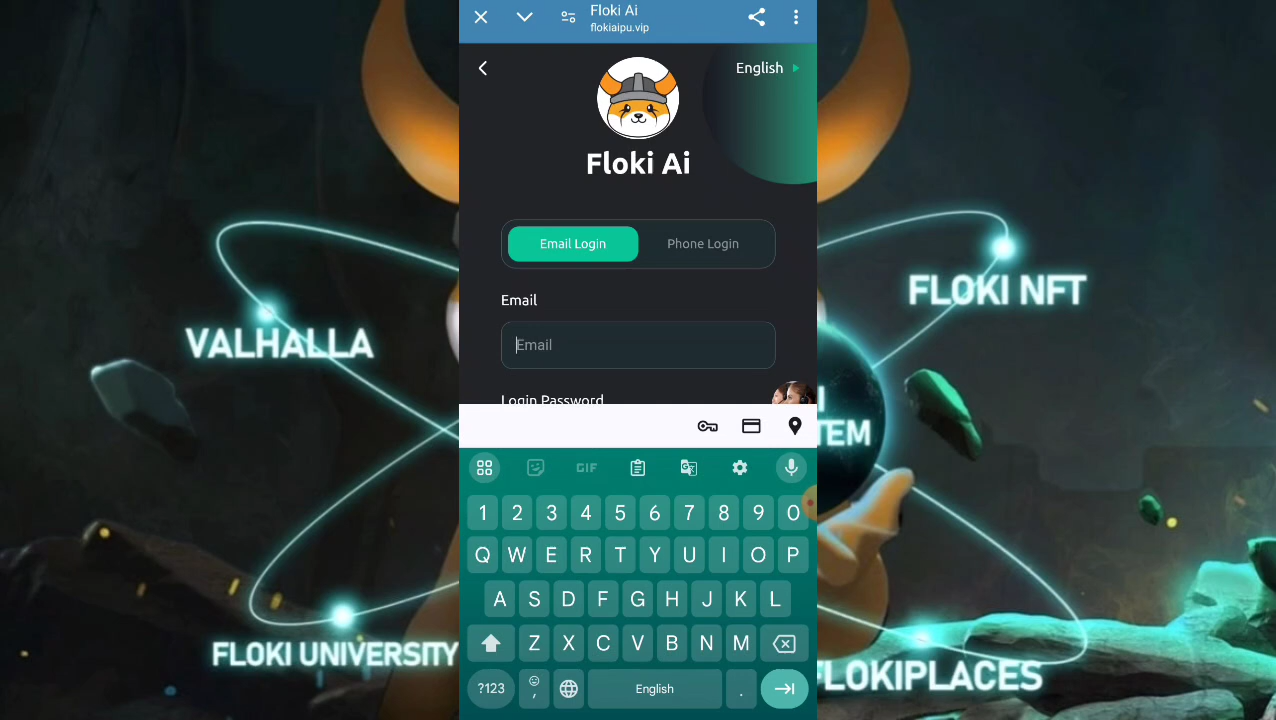 Floki Ai
flokiaipu.vip
English
Floki Ai
Email Login
Phone Login
Email
Email
Login Password
GIF
1 2 3 4 5 6 7 8 9 0
Q W E R T Y U I O P
A S D F G H J K L
Z X C V B N M
?123 , English .
VALHALLA
FLOKI UNIVERSITY
FLOKI NFT
FLOKIPLACES